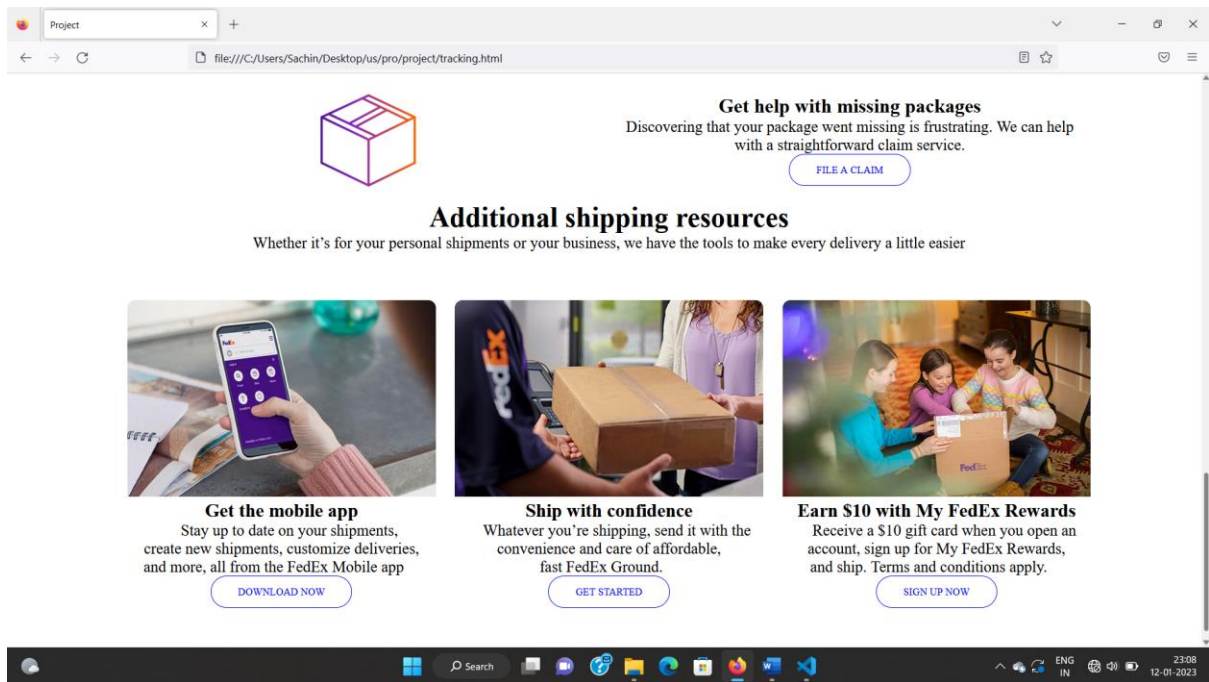 Project
file:///C:/Users/Sachin/Desktop/us/pro/project/tracking.html
Get help with missing packages
Discovering that your package went missing is frustrating. We can help
with a straightforward claim service.
FILE A CLAIM
Additional shipping resources
Whether it’s for your personal shipments or your business, we have the tools to make every delivery a little easier
FedEx
FedEx
FedEx
Get the mobile app
Stay up to date on your shipments,
create new shipments, customize deliveries,
and more, all from the FedEx Mobile app
DOWNLOAD NOW
Ship with confidence
Whatever you’re shipping, send it with the
convenience and care of affordable,
fast FedEx Ground.
GET STARTED
Earn $10 with My FedEx Rewards
Receive a $10 gift card when you open an
account, sign up for My FedEx Rewards,
and ship. Terms and conditions apply.
SIGN UP NOW
Search
ENG
IN
23:08
12-01-2023